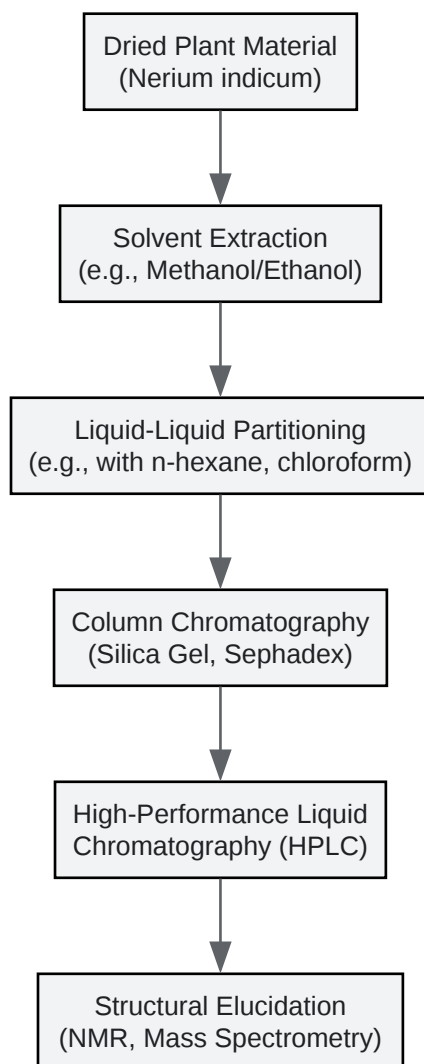 Dried Plant Material
(Nerium indicum)
Solvent Extraction
(e.g., Methanol/Ethanol)
Liquid-Liquid Partitioning
(e.g., with n-hexane, chloroform)
Column Chromatography
(Silica Gel, Sephadex)
High-Performance Liquid
Chromatography (HPLC)
Structural Elucidation
(NMR, Mass Spectrometry)